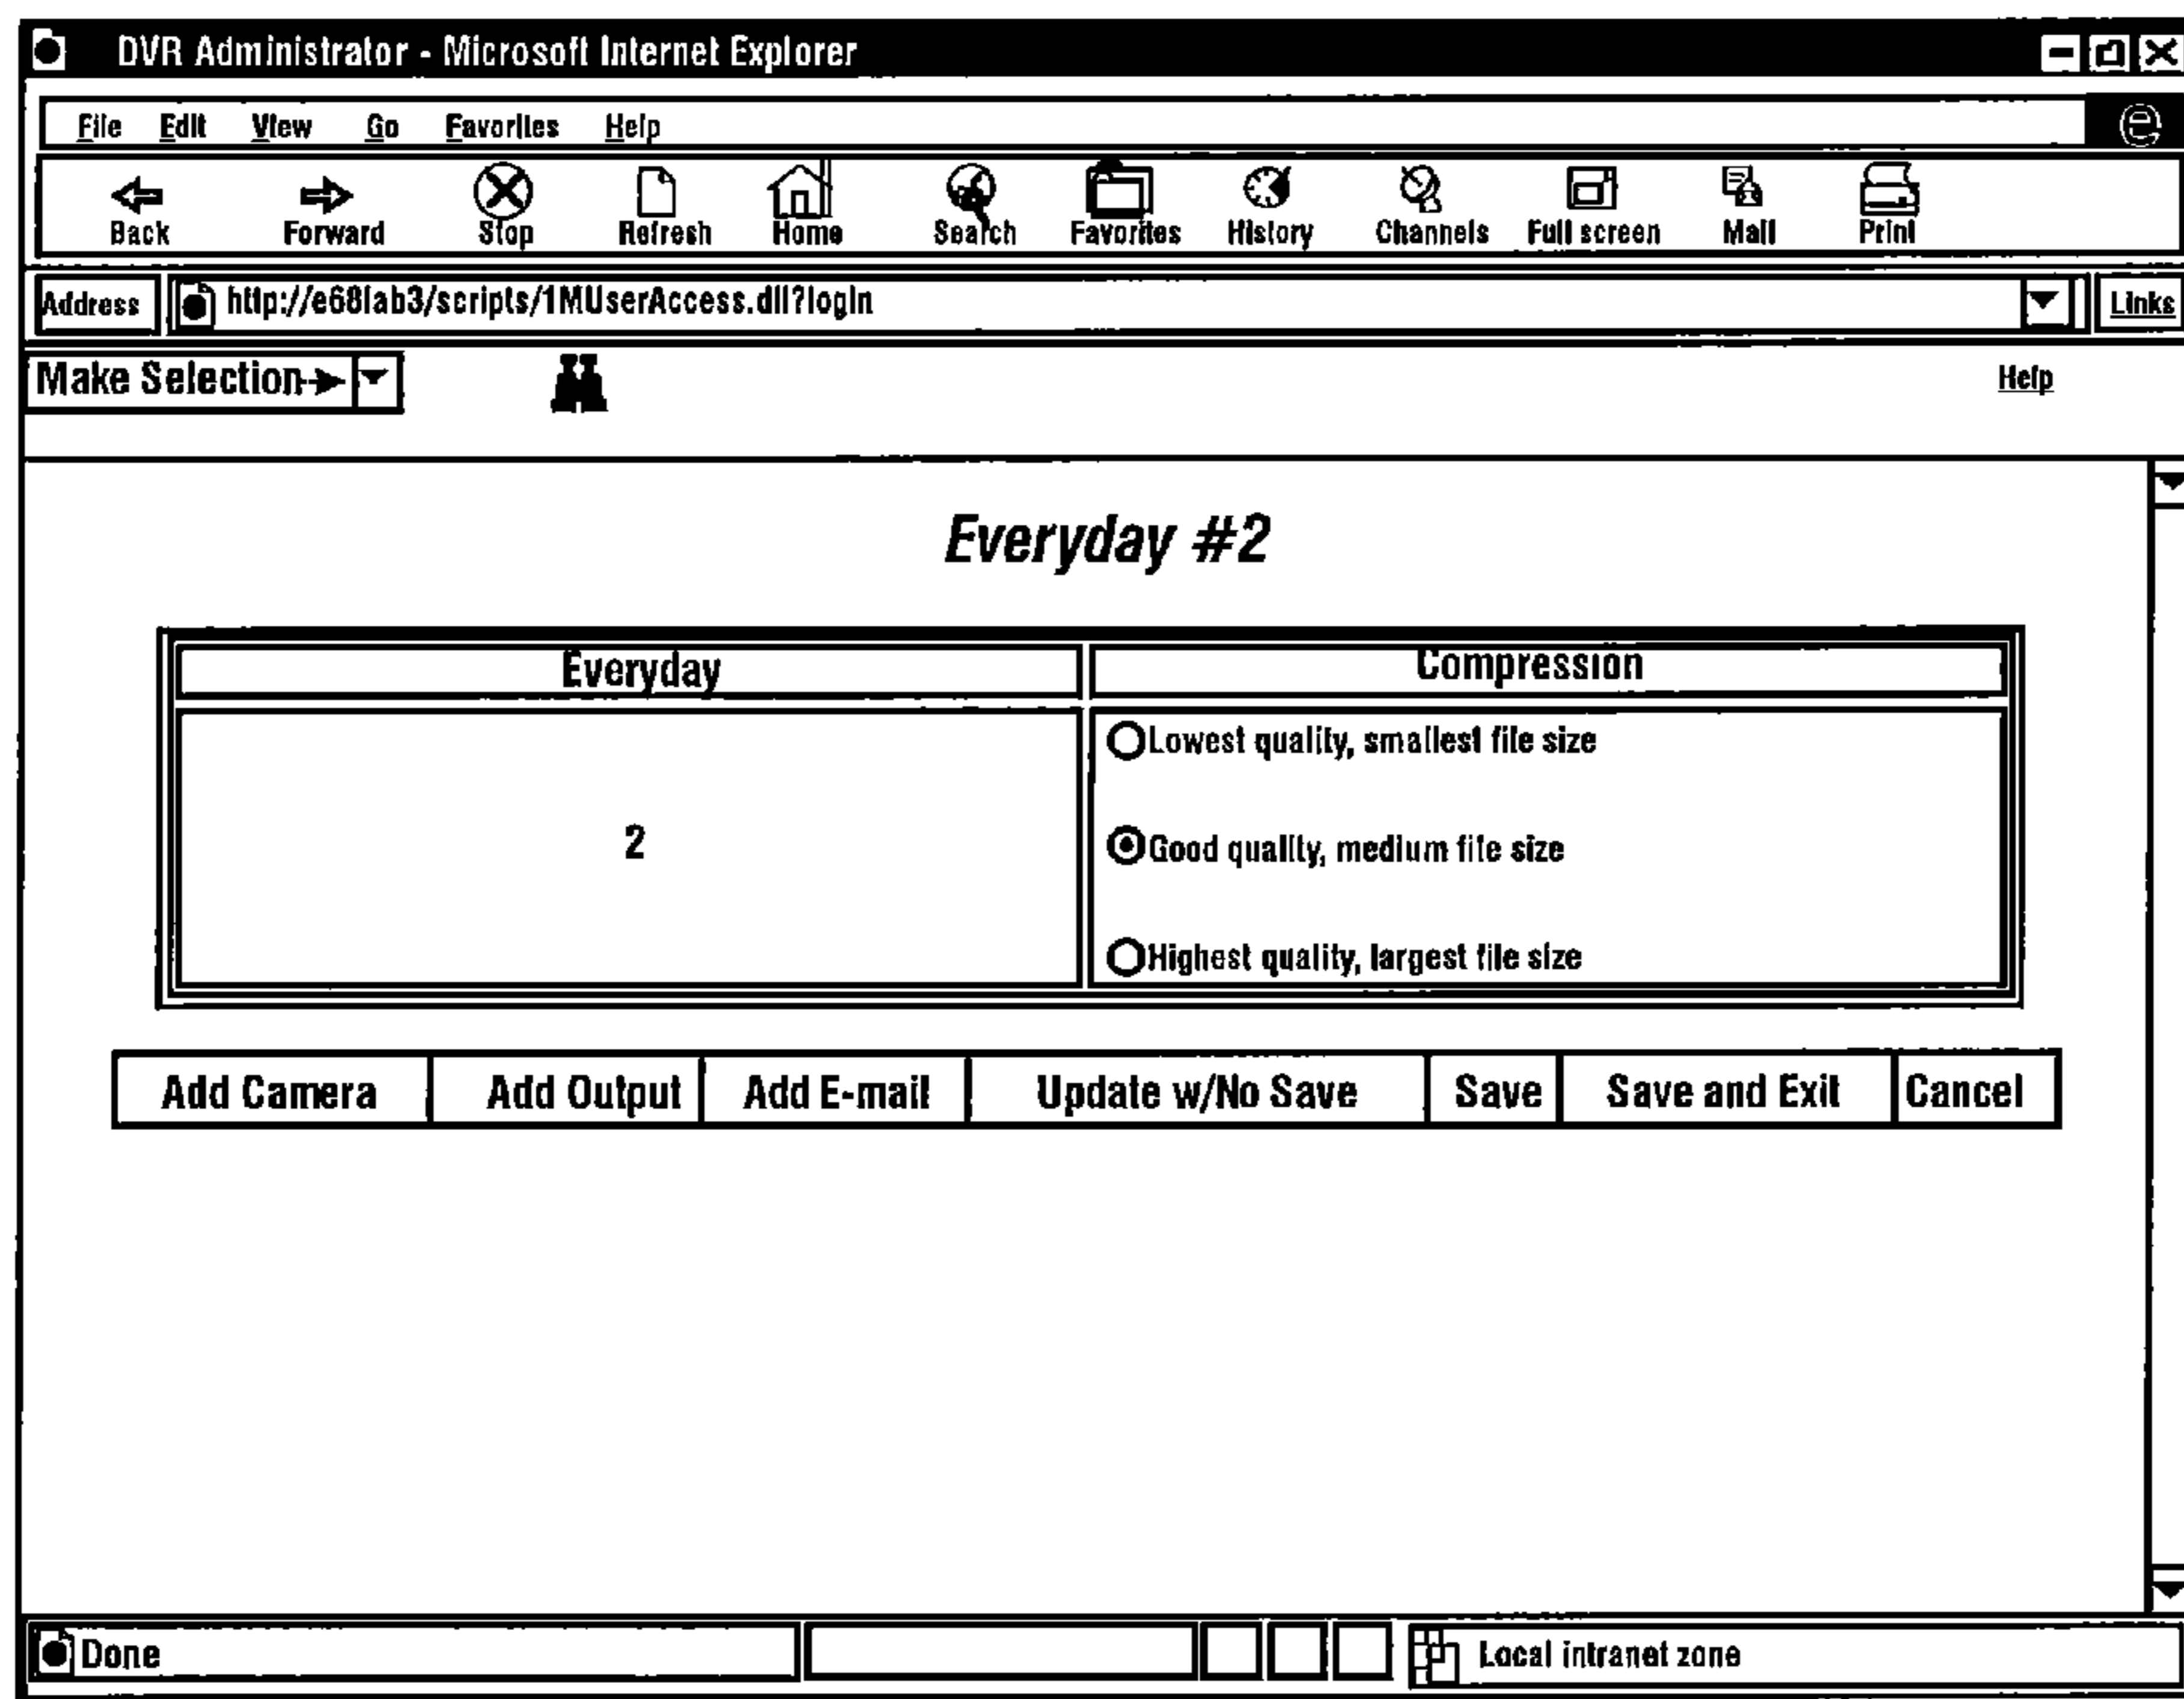 DVR Administrator - Microsoft Internet Explorer
File Edit View Go Favorites Help
Back Forward Stop Refresh Home Search Favorites History Channels Full screen Mail Print
Address http://e68lab3/scripts/1MUserAccess.dll?login Links
Make Selection Help
Everyday #2
Everyday Compression
Lowest quality, smallest file size
2 Good quality, medium file size
Highest quality, largest file size
Add Camera Add Output Add E-mail Update w/No Save Save Save and Exit Cancel
Done Local intranet zone